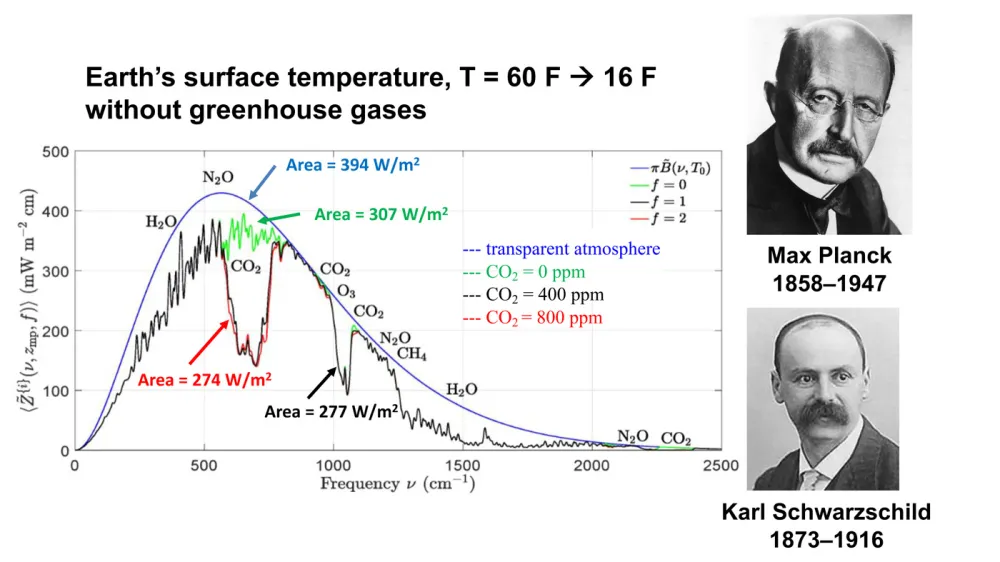 Earth’s surface temperature, T = 60 F → 16 F
without greenhouse gases
Max Planck
1858–1947
Karl Schwarzschild
1873–1916
Area = 394 W/m²
Area = 307 W/m²
Area = 274 W/m²
Area = 277 W/m²
πB̃(ν,T₀)
f = 0
f = 1
f = 2
--- transparent atmosphere
--- CO₂ = 0 ppm
--- CO₂ = 400 ppm
--- CO₂ = 800 ppm
N₂O
H₂O
CO₂
CO₂
O₃
CO₂
N₂O
CH₄
H₂O
N₂O
CO₂
⟨Z̃^{i}(ν, z_mp, f)⟩ (mW m⁻² cm)
500
400
300
200
100
0
0
500
1000
1500
2000
2500
Frequency ν (cm⁻¹)